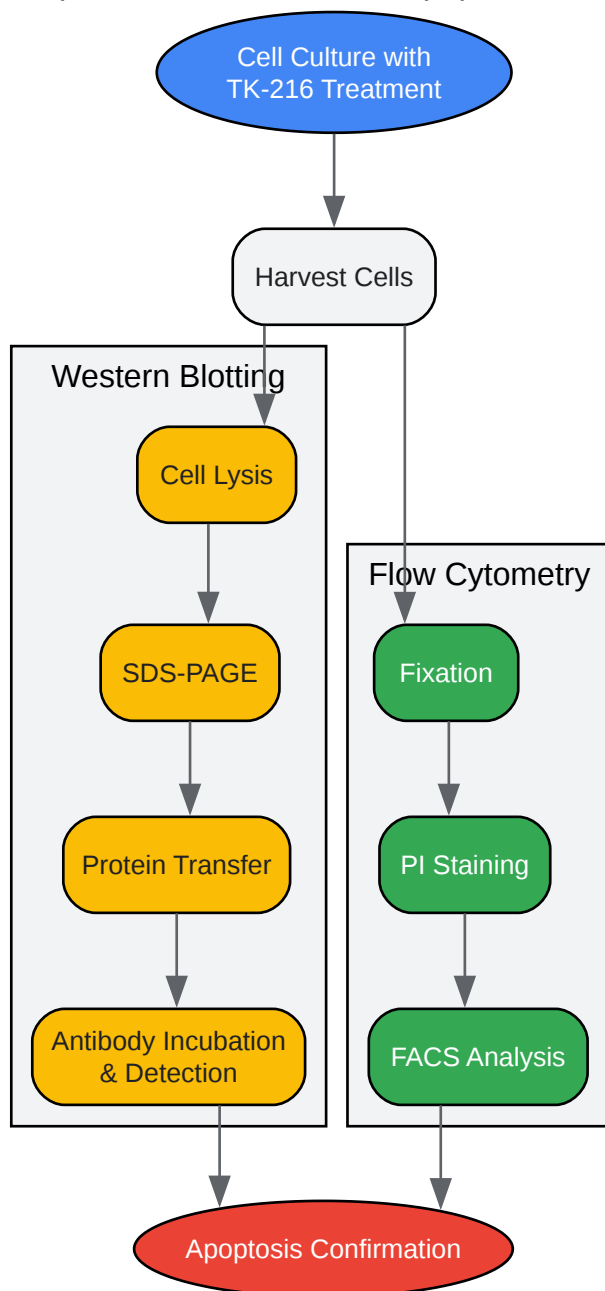 Cell Culture with
TK-216 Treatment
Harvest Cells
Western Blotting
Cell Lysis
Flow Cytometry
SDS-PAGE
Fixation
Protein Transfer
PI Staining
Antibody Incubation
& Detection
FACS Analysis
Apoptosis Confirmation